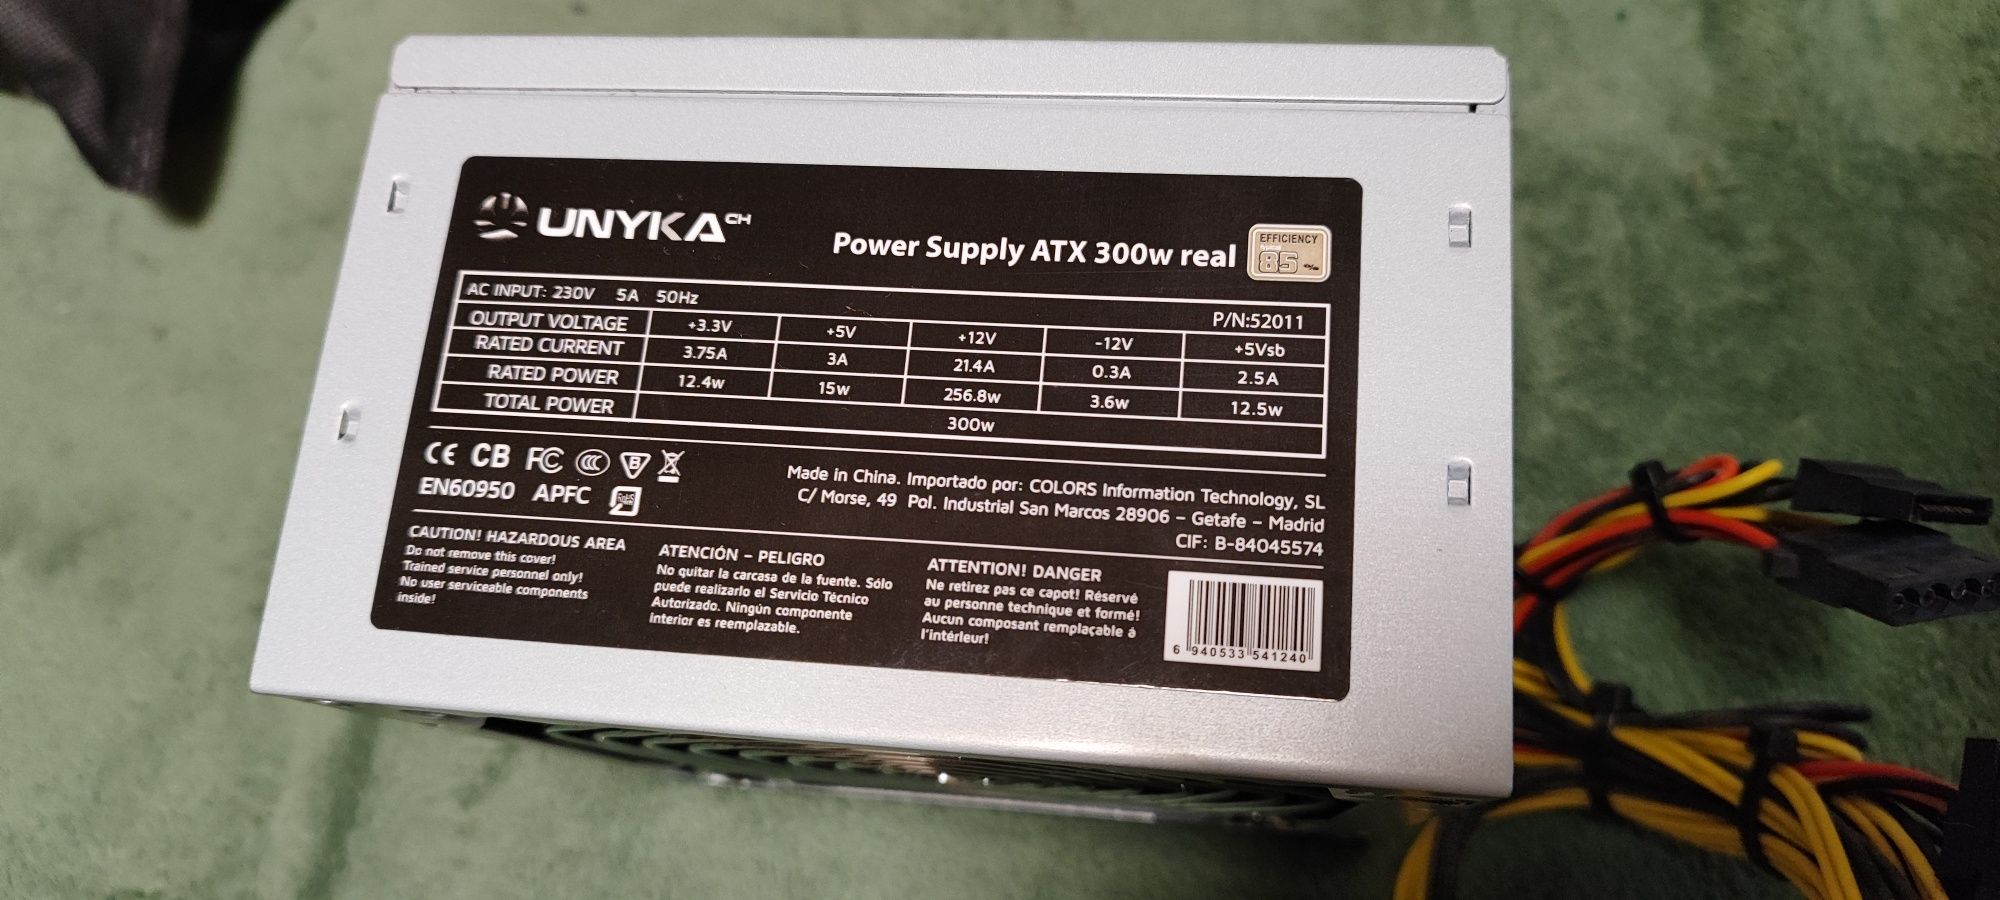 UNYKA CH
Power Supply ATX 300w real
EFFICIENCY
85 %
AC INPUT: 230V 5A 50Hz P/N:52011
OUTPUT VOLTAGE +3.3V +5V +12V -12V +5Vsb
RATED CURRENT 3.75A 3A 21.4A 0.3A 2.5A
RATED POWER 12.4w 15w 256.8w 3.6w 12.5w
TOTAL POWER 300w
CE CB FC CCC B
EN60950 APFC RoHS
Made in China. Importado por: COLORS Information Technology, SL
C/ Morse, 49 Pol. Industrial San Marcos 28906 – Getafe – Madrid
CIF: B-84045574
CAUTION! HAZARDOUS AREA
Do not remove this cover!
Trained service personnel only!
No user serviceable components
inside!
ATENCIÓN – PELIGRO
No quitar la carcasa de la fuente. Sólo
puede realizarlo el Servicio Técnico
Autorizado. Ningún componente
interior es reemplazable.
ATTENTION! DANGER
Ne retirez pas ce capot! Réservé
au personne technique et formé!
Aucun composant remplaçable á
l'intérieur!
6 940533 541240